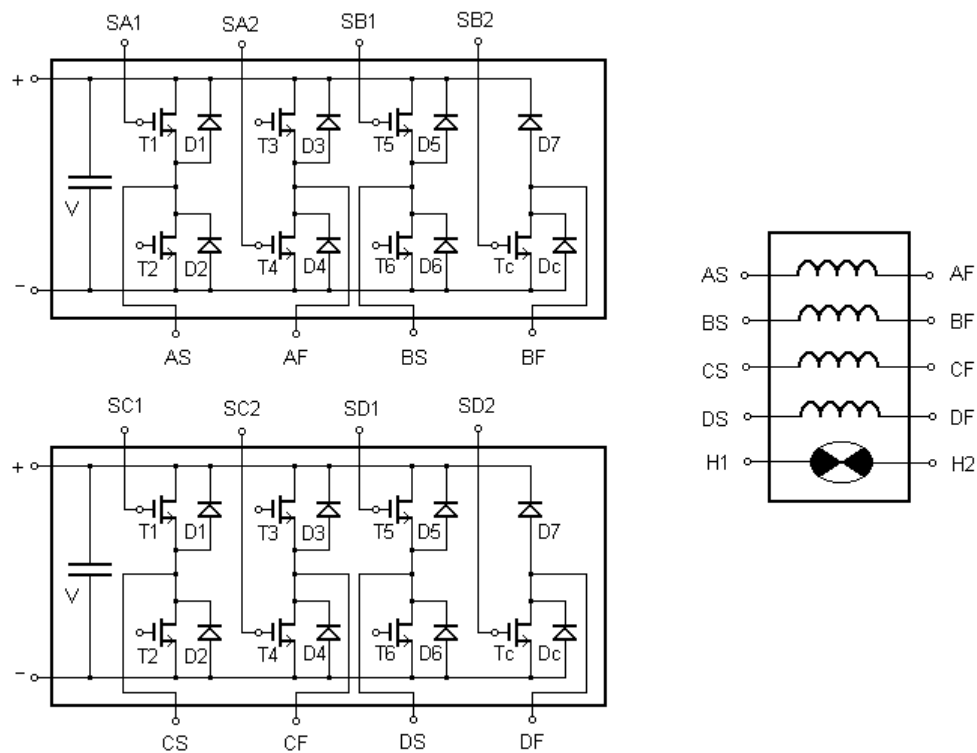 SA1 SA2 SB1 SB2
+
T1 D1 T3 D3 T5 D5 D7
V
T2 D2 T4 D4 T6 D6 Tc Dc
−
AS AF BS BF
SC1 SC2 SD1 SD2
+
T1 D1 T3 D3 T5 D5 D7
V
T2 D2 T4 D4 T6 D6 Tc Dc
−
CS CF DS DF
AS AF
BS BF
CS CF
DS DF
H1 H2